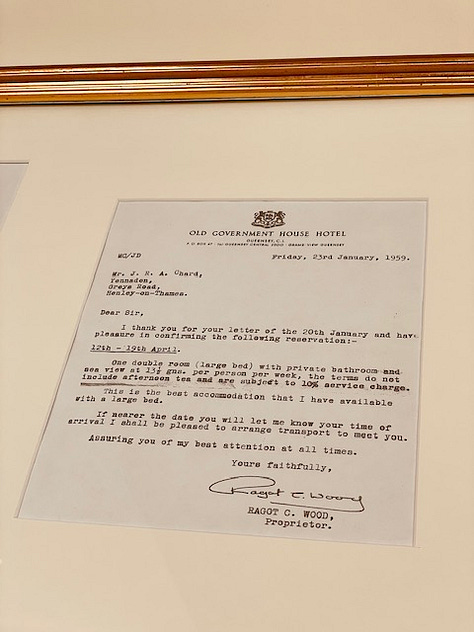 OLD GOVERNMENT HOUSE HOTEL
GUERNSEY, C.I.
Friday, 23rd January, 1959.
Mr. J. R. A. Chard,
Yennaden,
Greys Road,
Henley-on-Thames.
Dear Sir,
I thank you for your letter of the 20th January and have
pleasure in confirming the following reservation:-
12th - 19th April.
One double room (large bed) with private bathroom and
sea view at 13½ gns. per person per week, the terms do not
include afternoon tea and are subject to 10% service charge.
This is the best accommodation that I have available
with a large bed.
If nearer the date you will let me know your time of
arrival I shall be pleased to arrange transport to meet you.
Assuring you of my best attention at all times.
Yours faithfully,
Ragot C. Wood
RAGOT C. WOOD,
Proprietor.